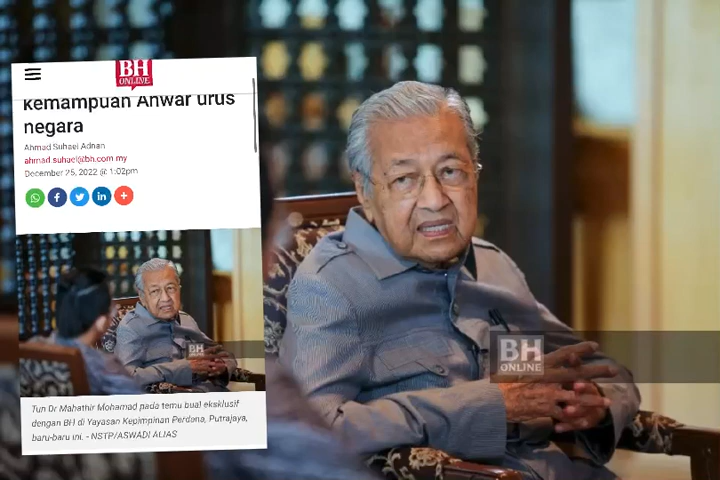 BH
ONLINE
kemampuan Anwar urus
negara
Ahmad Suhael Adnan
ahmad.suhael@bh.com.my
December 25, 2022 @ 1:02pm
BH
ONLINE
Tun Dr Mahathir Mohamad pada temu bual eksklusif
dengan BH di Yayasan Kepimpinan Perdana, Putrajaya,
baru-baru ini. - NSTP/ASWADI ALIAS
BH
ONLINE